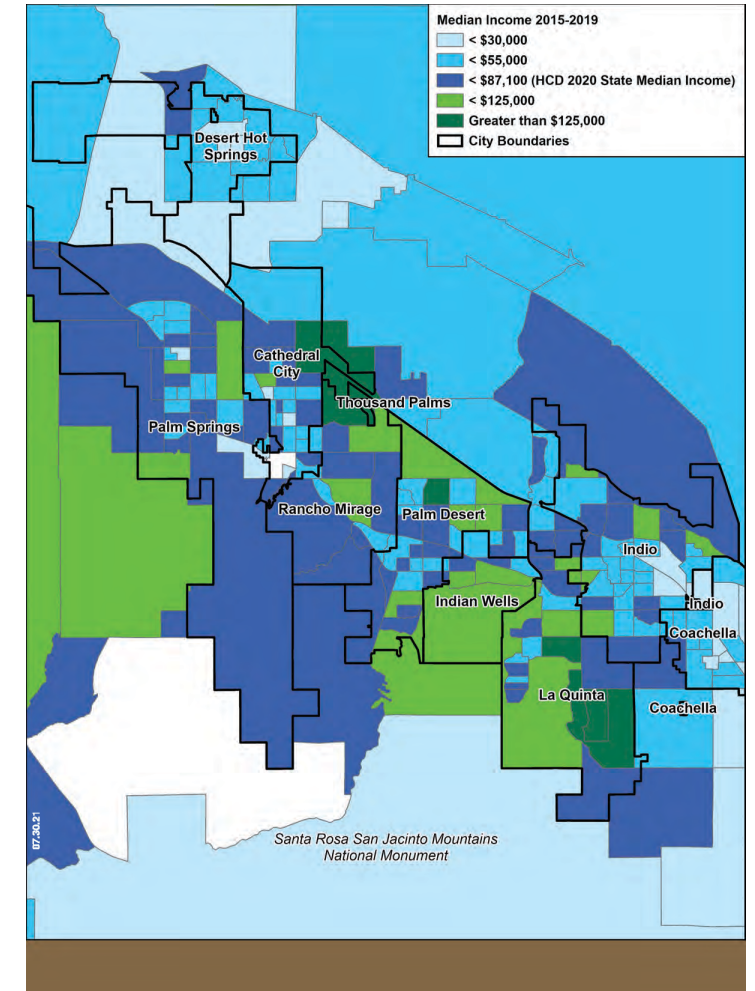 Median Income 2015-2019
< $30,000
< $55,000
< $87,100 (HCD 2020 State Median Income)
< $125,000
Greater than $125,000
City Boundaries
Desert Hot
Springs
Cathedral
City
Thousand Palms
Palm Springs
Rancho Mirage
Palm Desert
Indio
Indian Wells
Indio
Coachella
La Quinta
Coachella
07.30.21
Santa Rosa San Jacinto Mountains
National Monument